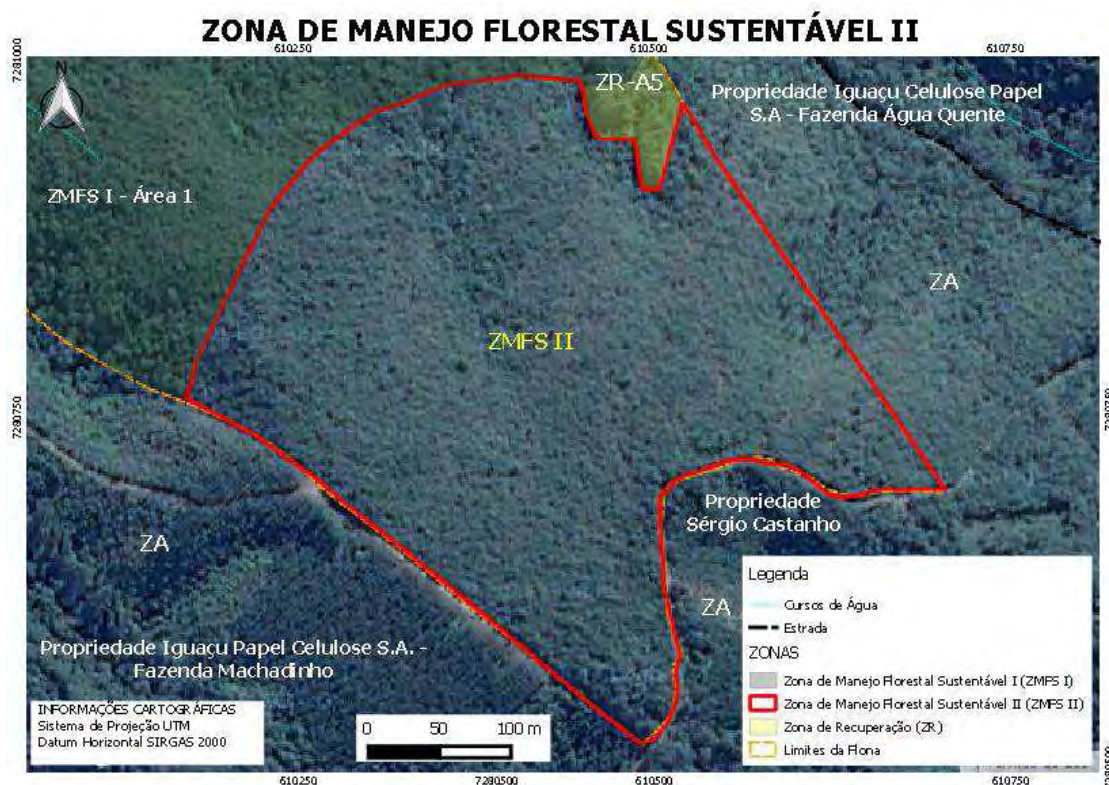 ZONA DE MANEJO FLORESTAL SUSTENTÁVEL II
610250
610500
610750
7281000
N
ZR-A5
Propriedade Iguaçu Celulose Papel
S.A - Fazenda Água Quente
ZMFS I - Área 1
ZA
ZMFS II
7280750
7280750
Propriedade
Sérgio Castanho
ZA
ZA
Propriedade Iguaçu Papel Celulose S.A. -
Fazenda Machadinho
Legenda
Cursos de Água
Estrada
ZONAS
Zona de Manejo Florestal Sustentável I (ZMFS I)
Zona de Manejo Florestal Sustentável II (ZMFS II)
Zona de Recuperação (ZR)
Limites da Flona
INFORMAÇÕES CARTOGRÁFICAS
Sistema de Projeção UTM
Datum Horizontal SIRGAS 2000
0 50 100 m
610250
7280500
610500
610750
7280500